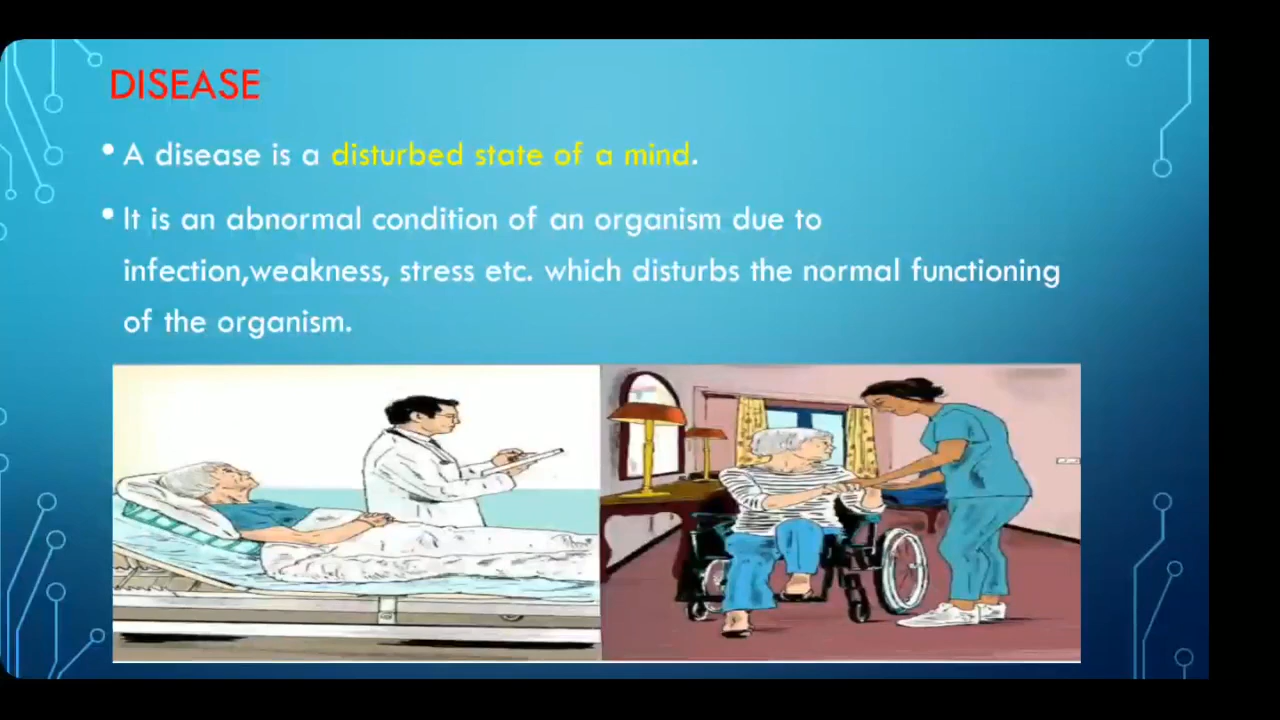 DISEASE
• A disease is a disturbed state of a mind.
• It is an abnormal condition of an organism due to
infection,weakness, stress etc. which disturbs the normal functioning
of the organism.